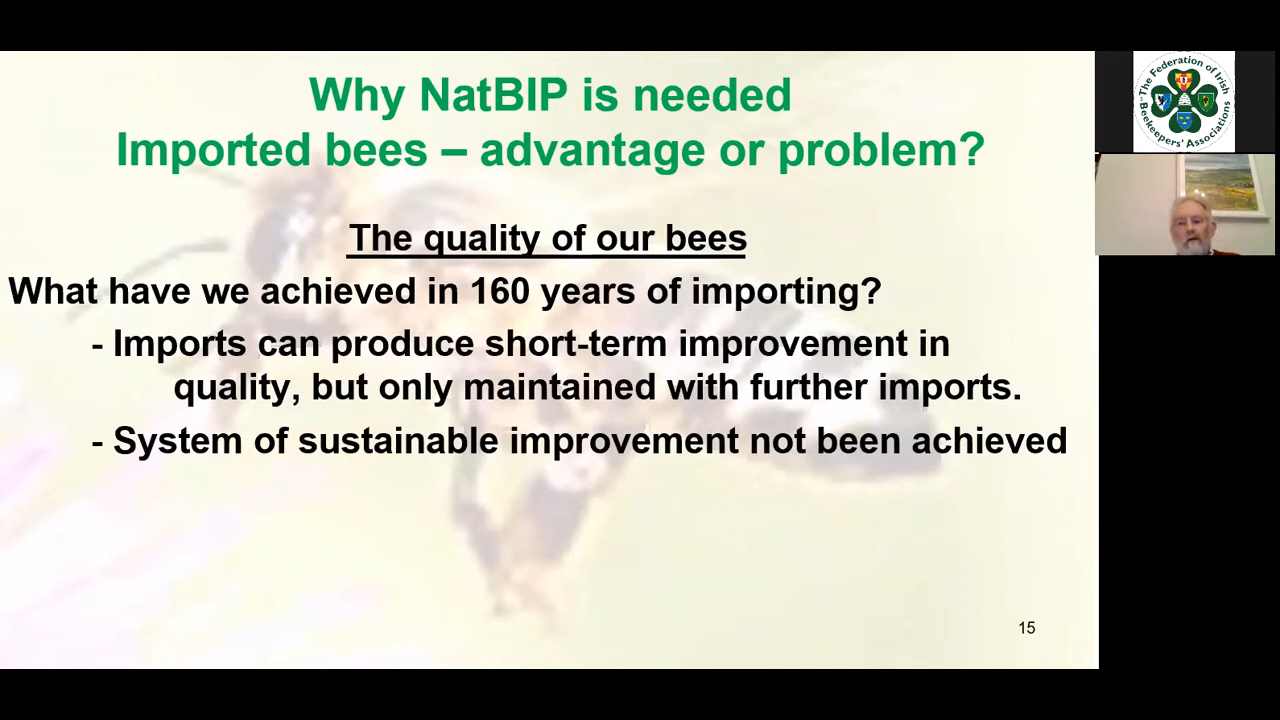 Why NatBIP is needed
Imported bees – advantage or problem?
The quality of our bees
What have we achieved in 160 years of importing?
- Imports can produce short-term improvement in
quality, but only maintained with further imports.
- System of sustainable improvement not been achieved
15
The Federation of Irish
Beekeepers' Associations